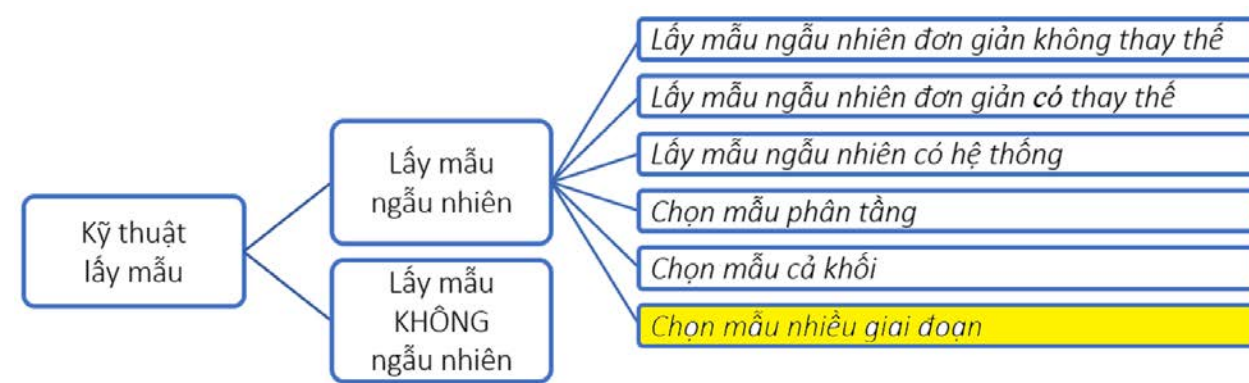 Kỹ thuật
lấy mẫu
Lấy mẫu
ngẫu nhiên
Lấy mẫu
KHÔNG
ngẫu nhiên
Lấy mẫu ngẫu nhiên đơn giản không thay thế
Lấy mẫu ngẫu nhiên đơn giản có thay thế
Lấy mẫu ngẫu nhiên có hệ thống
Chọn mẫu phân tầng
Chọn mẫu cả khối
Chọn mẫu nhiều giai đoạn